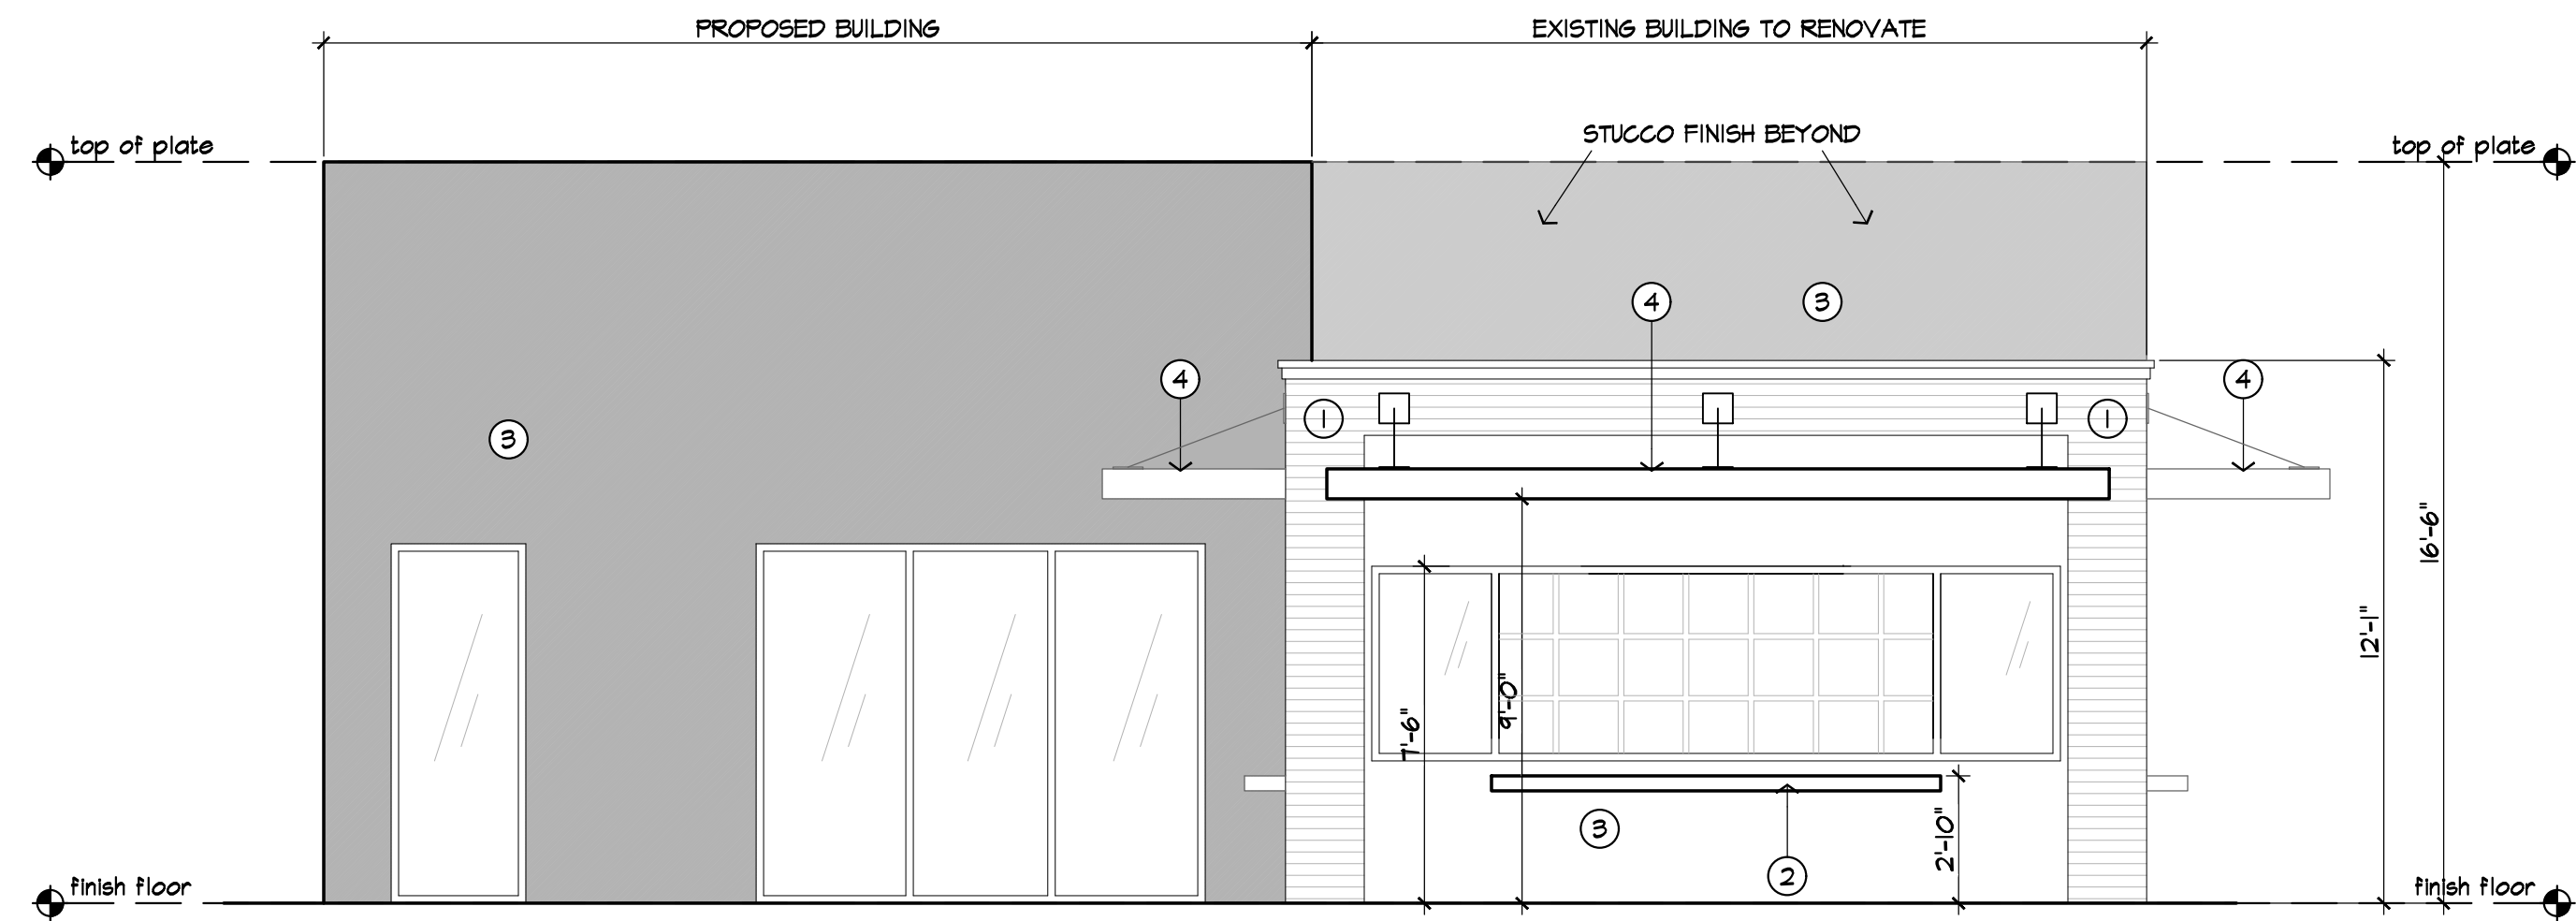 PROPOSED BUILDING
EXISTING BUILDING TO RENOVATE
STUCCO FINISH BEYOND
top of plate
top of plate
4
3
4
4
1
1
3
16'-6"
12'-1"
9'-0"
7'-6"
3
2'-10"
2
finish floor
finish floor